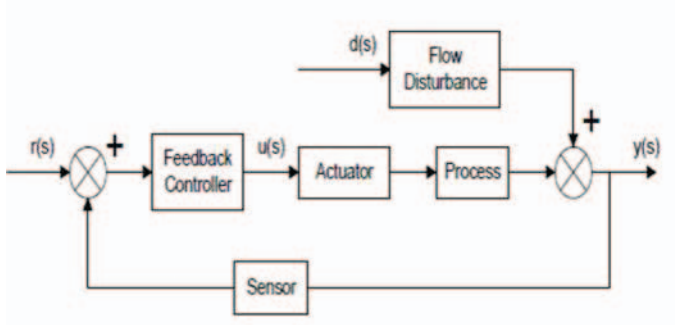 d(s)
Flow
Disturbance
+
r(s)
+
Feedback
Controller
u(s)
Actuator
Process
y(s)
Sensor